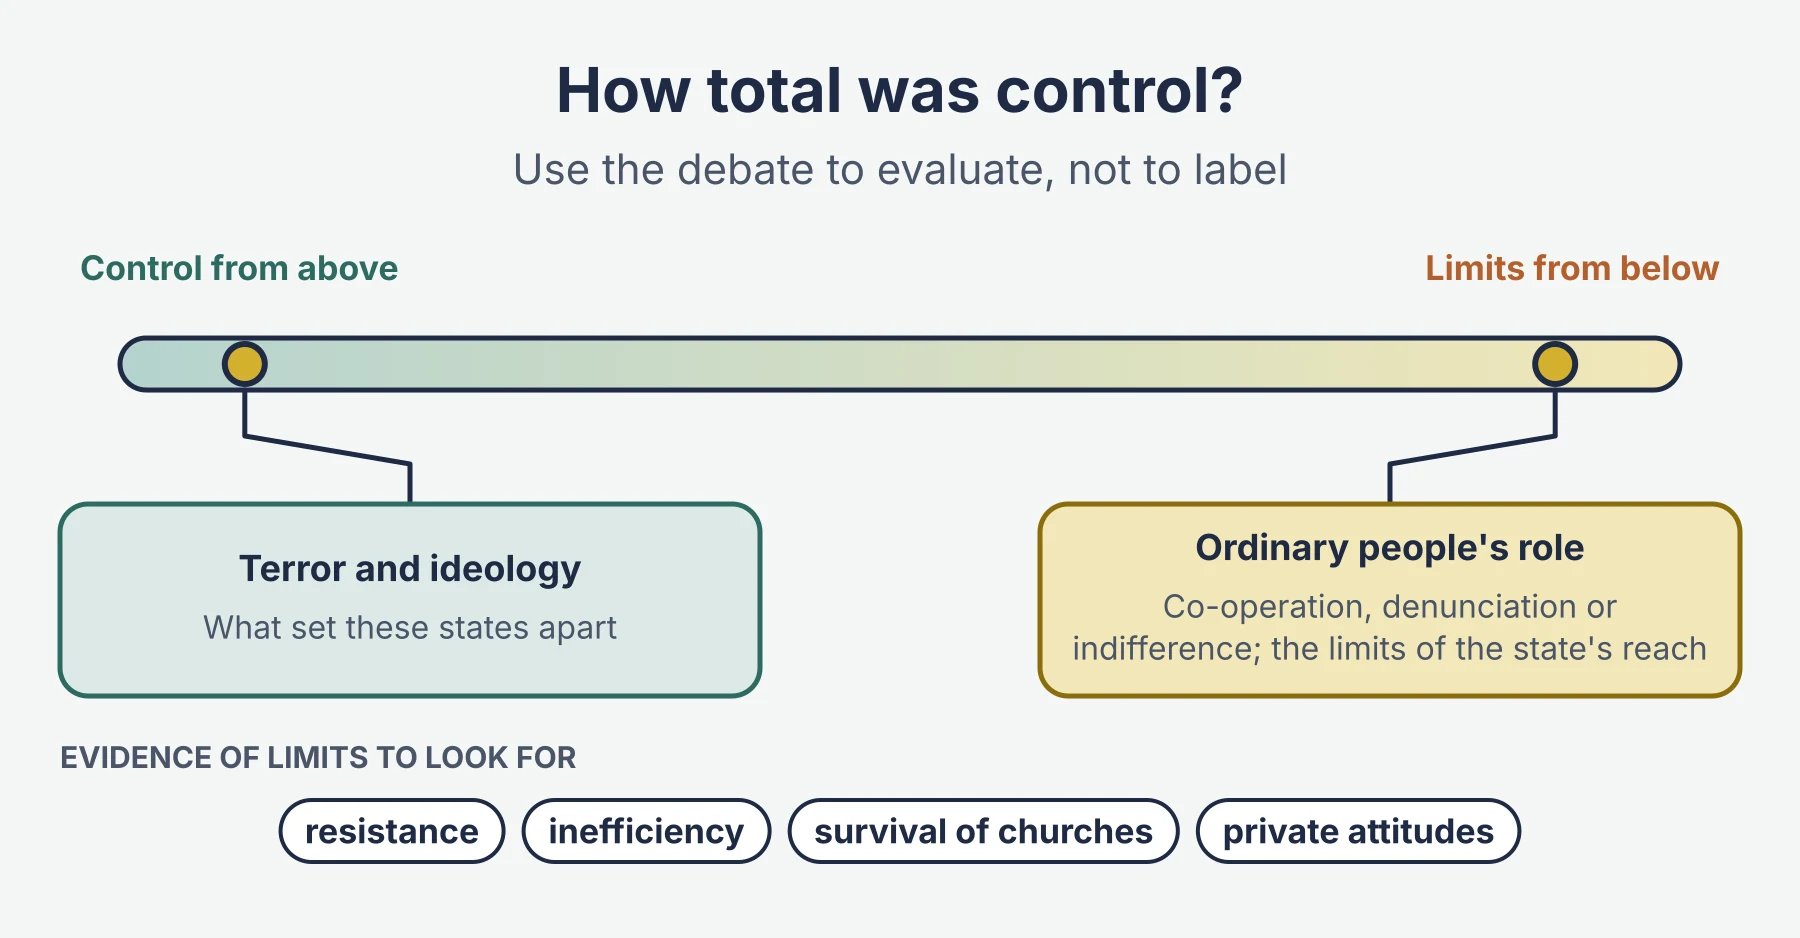 How total was control?
Use the debate to evaluate, not to label
Control from above
Limits from below
Terror and ideology
What set these states apart
Ordinary people's role
Co-operation, denunciation or
indifference; the limits of the state's reach
EVIDENCE OF LIMITS TO LOOK FOR
resistance
inefficiency
survival of churches
private attitudes